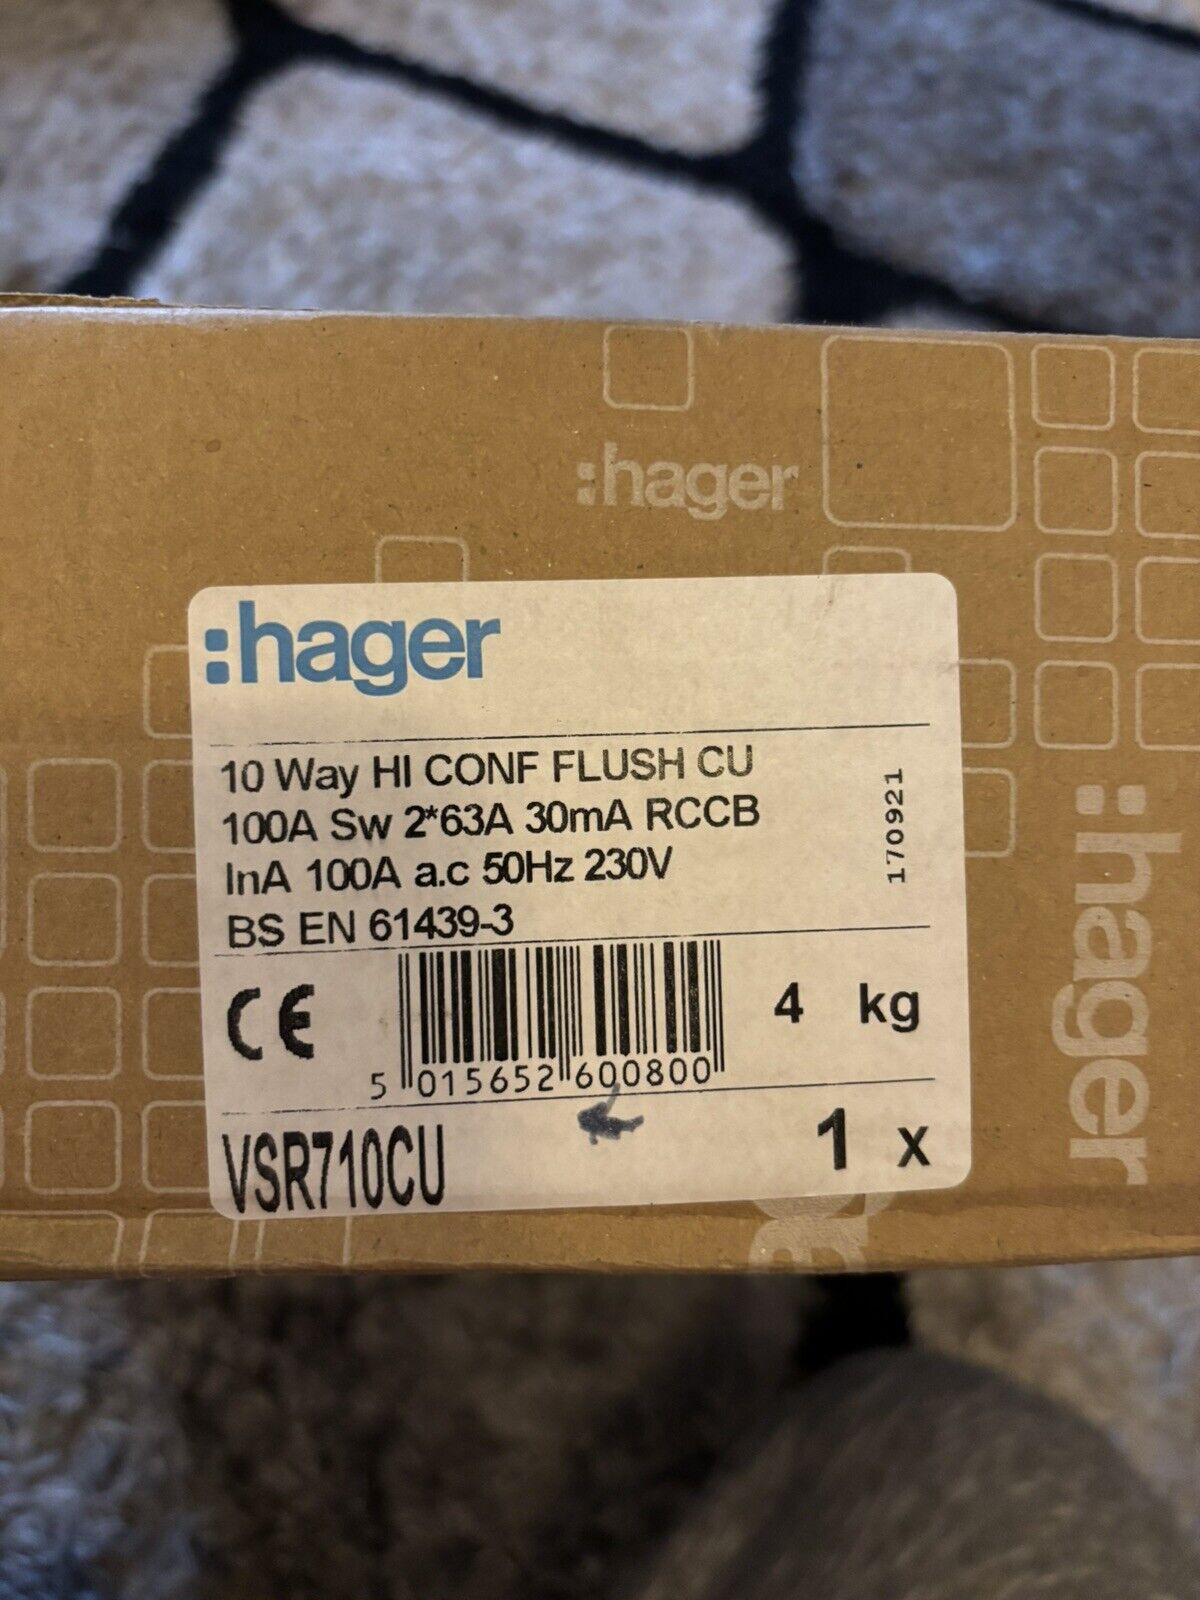 :hager
:hager
10 Way HI CONF FLUSH CU
100A Sw 2*63A 30mA RCCB
InA 100A a.c 50Hz 230V
BS EN 61439-3
170921
CE
5 015652 600800
4 kg
VSR710CU
1 x
:hager